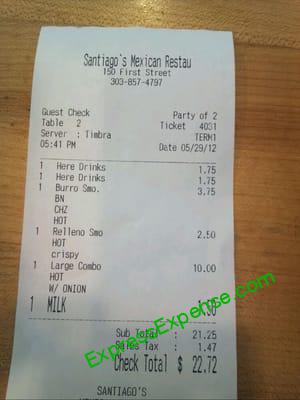 Santiago's Mexican Restau
150 First Street
303-857-4797
Guest Check Party of 2
Table 2 Ticket 4031
Server : Timbra TERM1
05:41 PM Date 05/29/12
1 Here Drinks 1.75
1 Here Drinks 1.75
1 Burro Smo. 3.75
BN
CHZ
HOT
1 Relleno Smo 2.50
HOT
crispy
1 Large Combo 10.00
HOT
W/ ONION
1 MILK 1.50
Sub Total : 21.25
Sales Tax : 1.47
Check Total $ 22.72
SANTIAGO'S
ExpressExpense.com